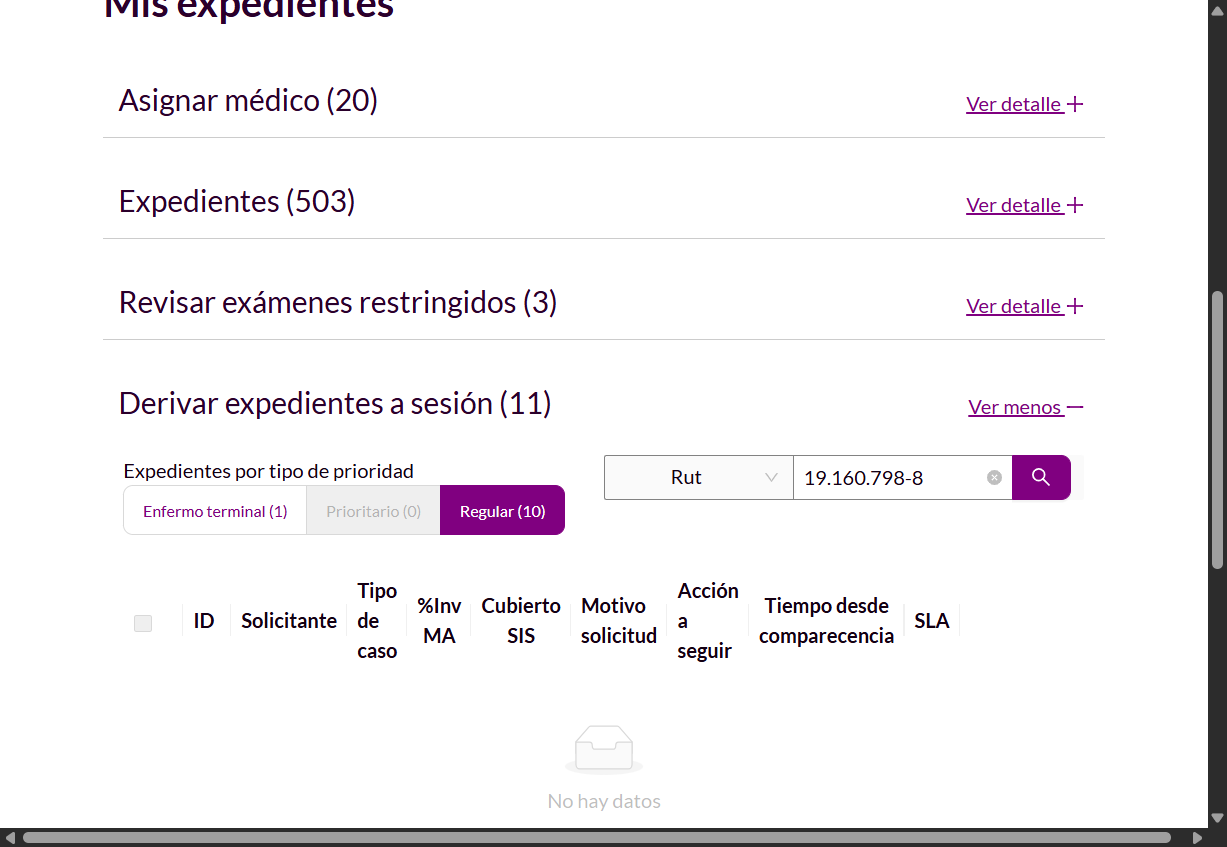 Mis expedientes
Asignar médico (20)
Ver detalle
Expedientes (503)
Ver detalle
Revisar exámenes restringidos (3)
Ver detalle
Derivar expedientes a sesión (11)
Ver menos
Expedientes por tipo de prioridad
Rut
19.160.798-8
Enfermo terminal (1)
Prioritario (0)
Regular (10)
ID
Solicitante
Tipo
de
caso
%Inv
MA
Cubierto
SIS
Motivo
solicitud
Acción
a
seguir
Tiempo desde
comparecencia
SLA
No hay datos